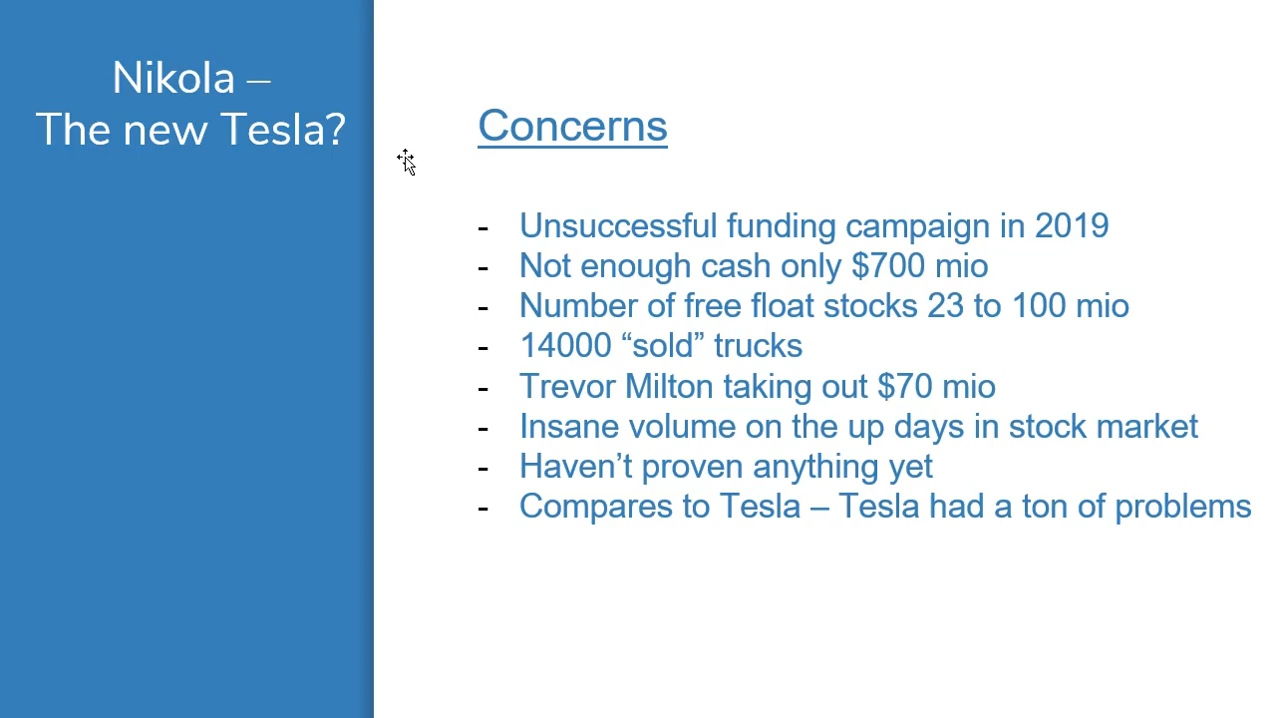 Nikola –
The new Tesla?
Concerns
- Unsuccessful funding campaign in 2019
- Not enough cash only $700 mio
- Number of free float stocks 23 to 100 mio
- 14000 “sold” trucks
- Trevor Milton taking out $70 mio
- Insane volume on the up days in stock market
- Haven’t proven anything yet
- Compares to Tesla – Tesla had a ton of problems